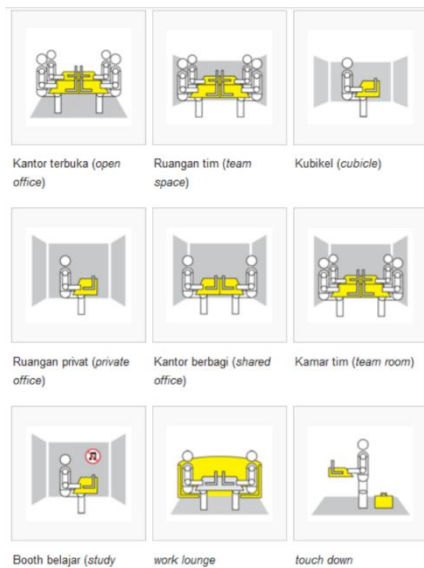 Kantor terbuka (open
office)
Ruangan tim (team
space)
Kubikel (cubicle)
Ruangan privat (private
office)
Kantor berbagi (shared
office)
Kamar tim (team room)
Booth belajar (study
work lounge
touch down